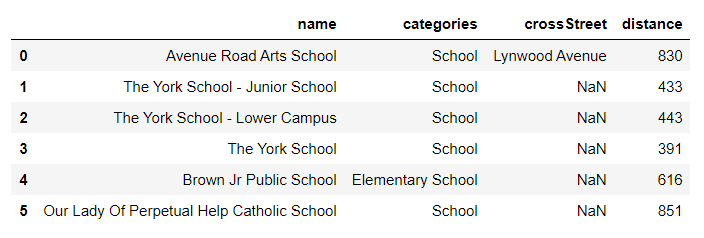 name categories crossStreet distance
0 Avenue Road Arts School School Lynwood Avenue 830
1 The York School - Junior School School NaN 433
2 The York School - Lower Campus School NaN 443
3 The York School School NaN 391
4 Brown Jr Public School Elementary School NaN 616
5 Our Lady Of Perpetual Help Catholic School School NaN 851